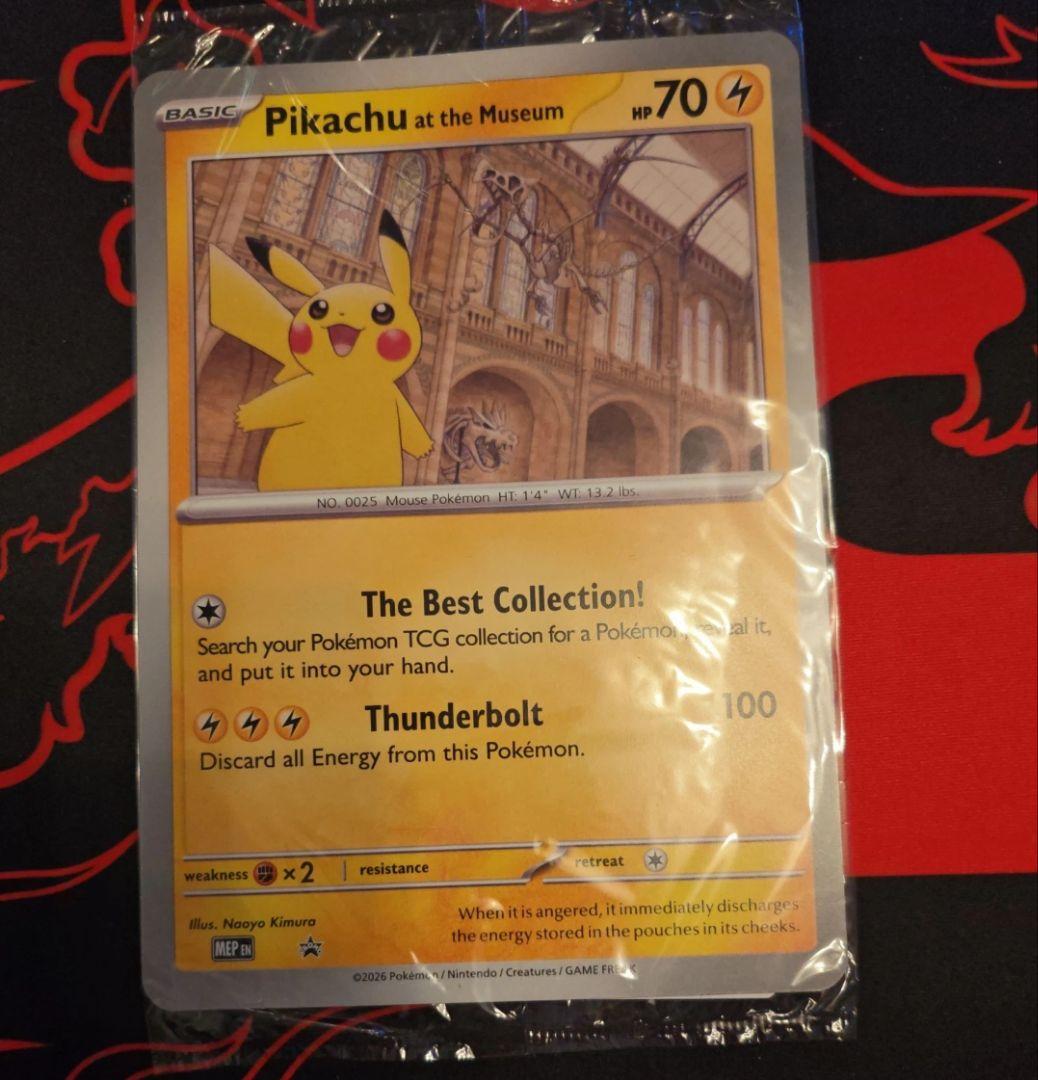 BASIC Pikachu at the Museum HP 70
NO. 0025 Mouse Pokémon HT: 1'4" WT: 13.2 lbs.
The Best Collection!
Search your Pokémon TCG collection for a Pokémon, reveal it,
and put it into your hand.
Thunderbolt 100
Discard all Energy from this Pokémon.
weakness ×2 resistance retreat
Illus. Naoyo Kimura
When it is angered, it immediately discharges
the energy stored in the pouches in its cheeks.
MEP EN
©2026 Pokémon / Nintendo / Creatures / GAME FREAK